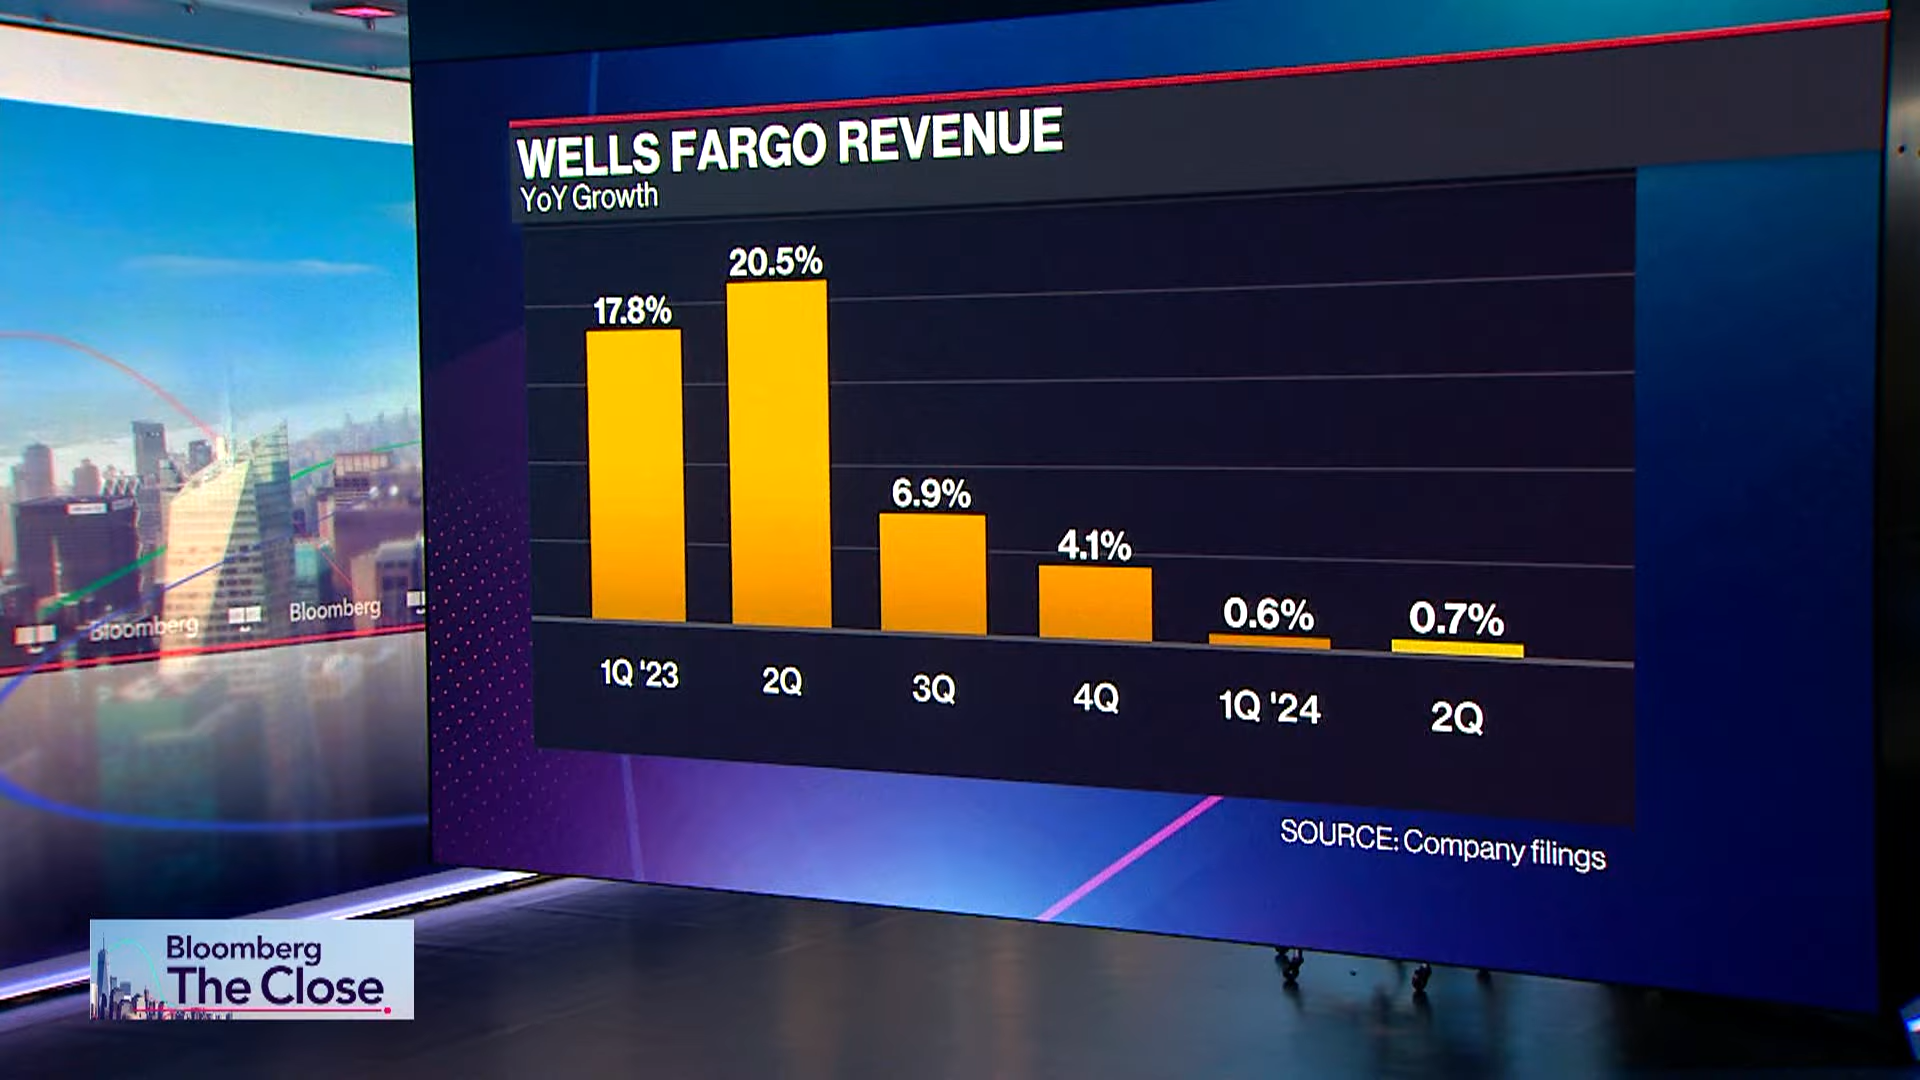 WELLS FARGO REVENUE
YoY Growth
17.8%
20.5%
6.9%
4.1%
0.6%
0.7%
1Q '23
2Q
3Q
4Q
1Q '24
2Q
SOURCE: Company filings
Bloomberg
Bloomberg
Bloomberg
The Close